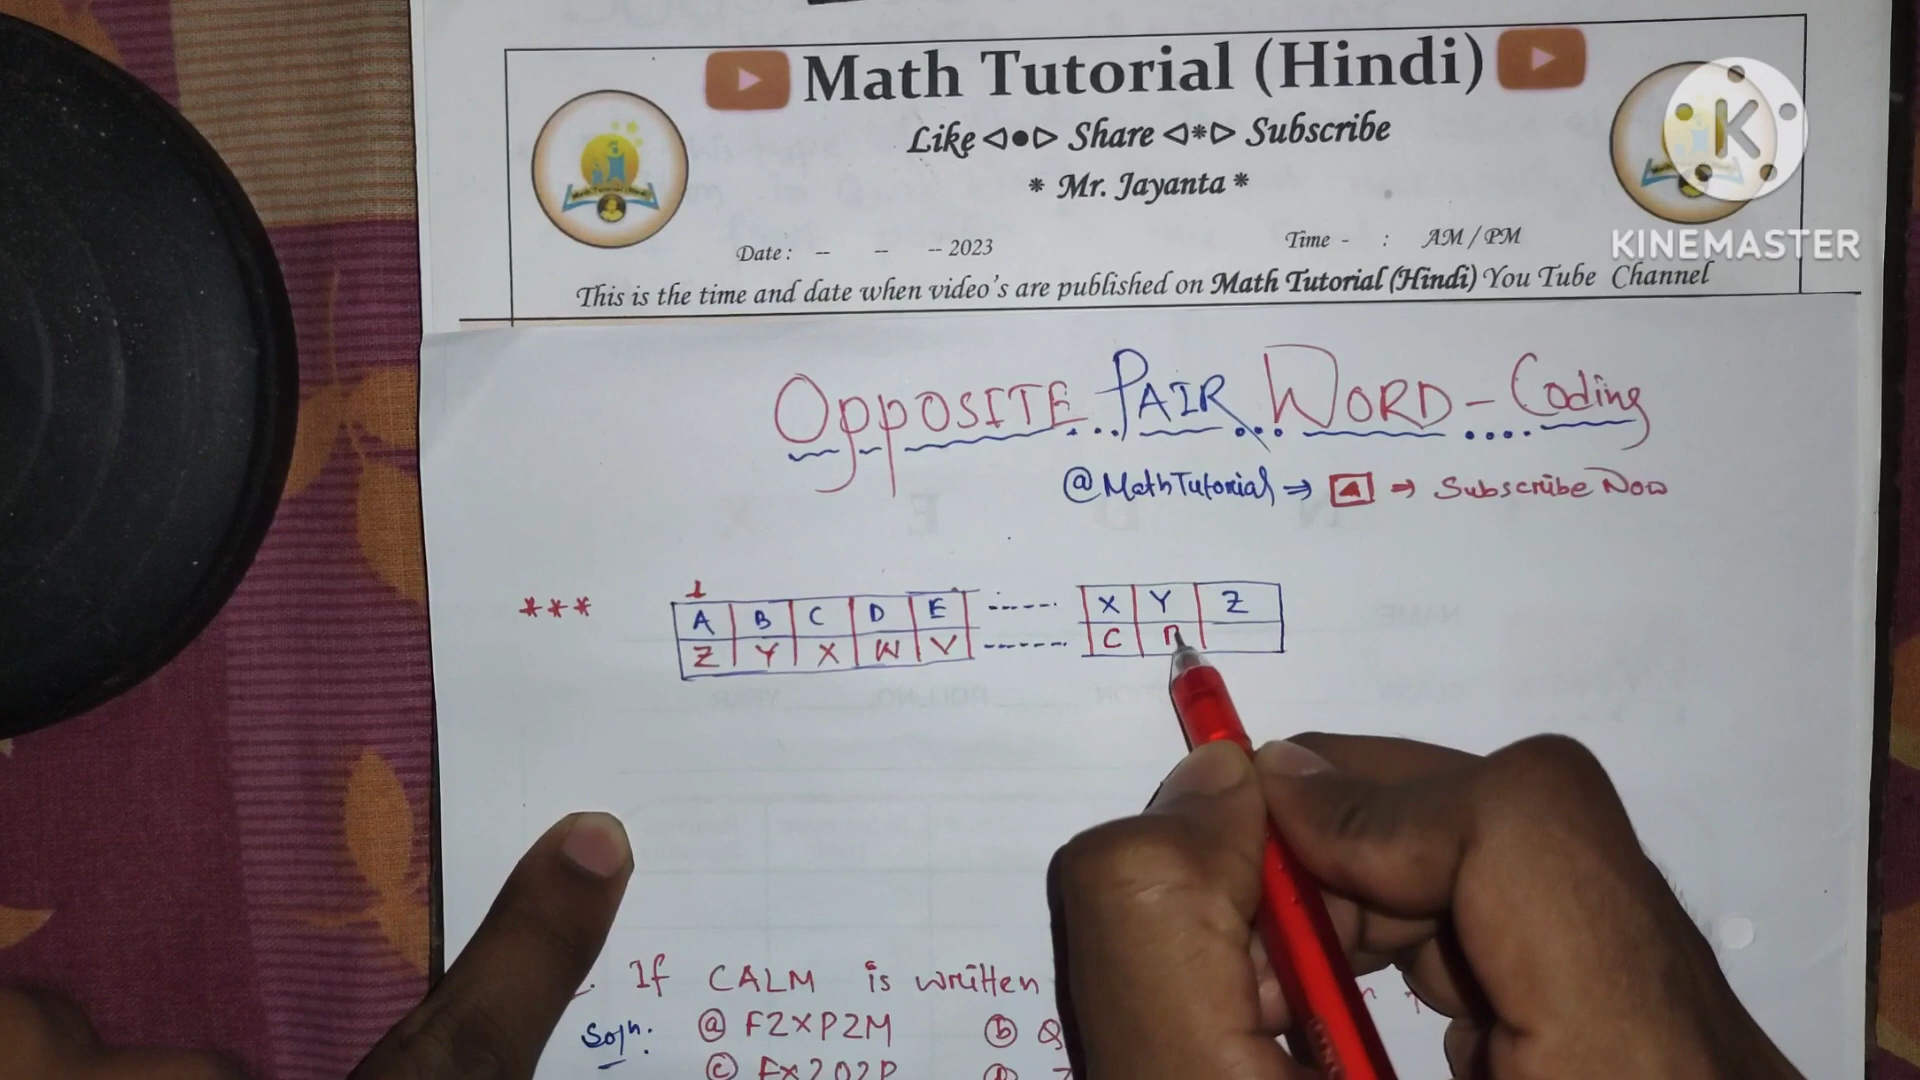 Math Tutorial (Hindi)
Like ◁●▷ Share ◁*▷ Subscribe
* Mr. Jayanta *
K
KINEMASTER
Date : -- -- -- 2023
Time - : AM / PM
This is the time and date when video's are published on Math Tutorial (Hindi) You Tube Channel
OPPOSITE PAIR WORD - Coding
@MathTutorial ⇒ ⇒ Subscribe Now
1
*** A B C D E ------ X Y Z
Z Y X W V ------ C
If CALM is written
Soln. (a) FZXPZM (b)
(c)